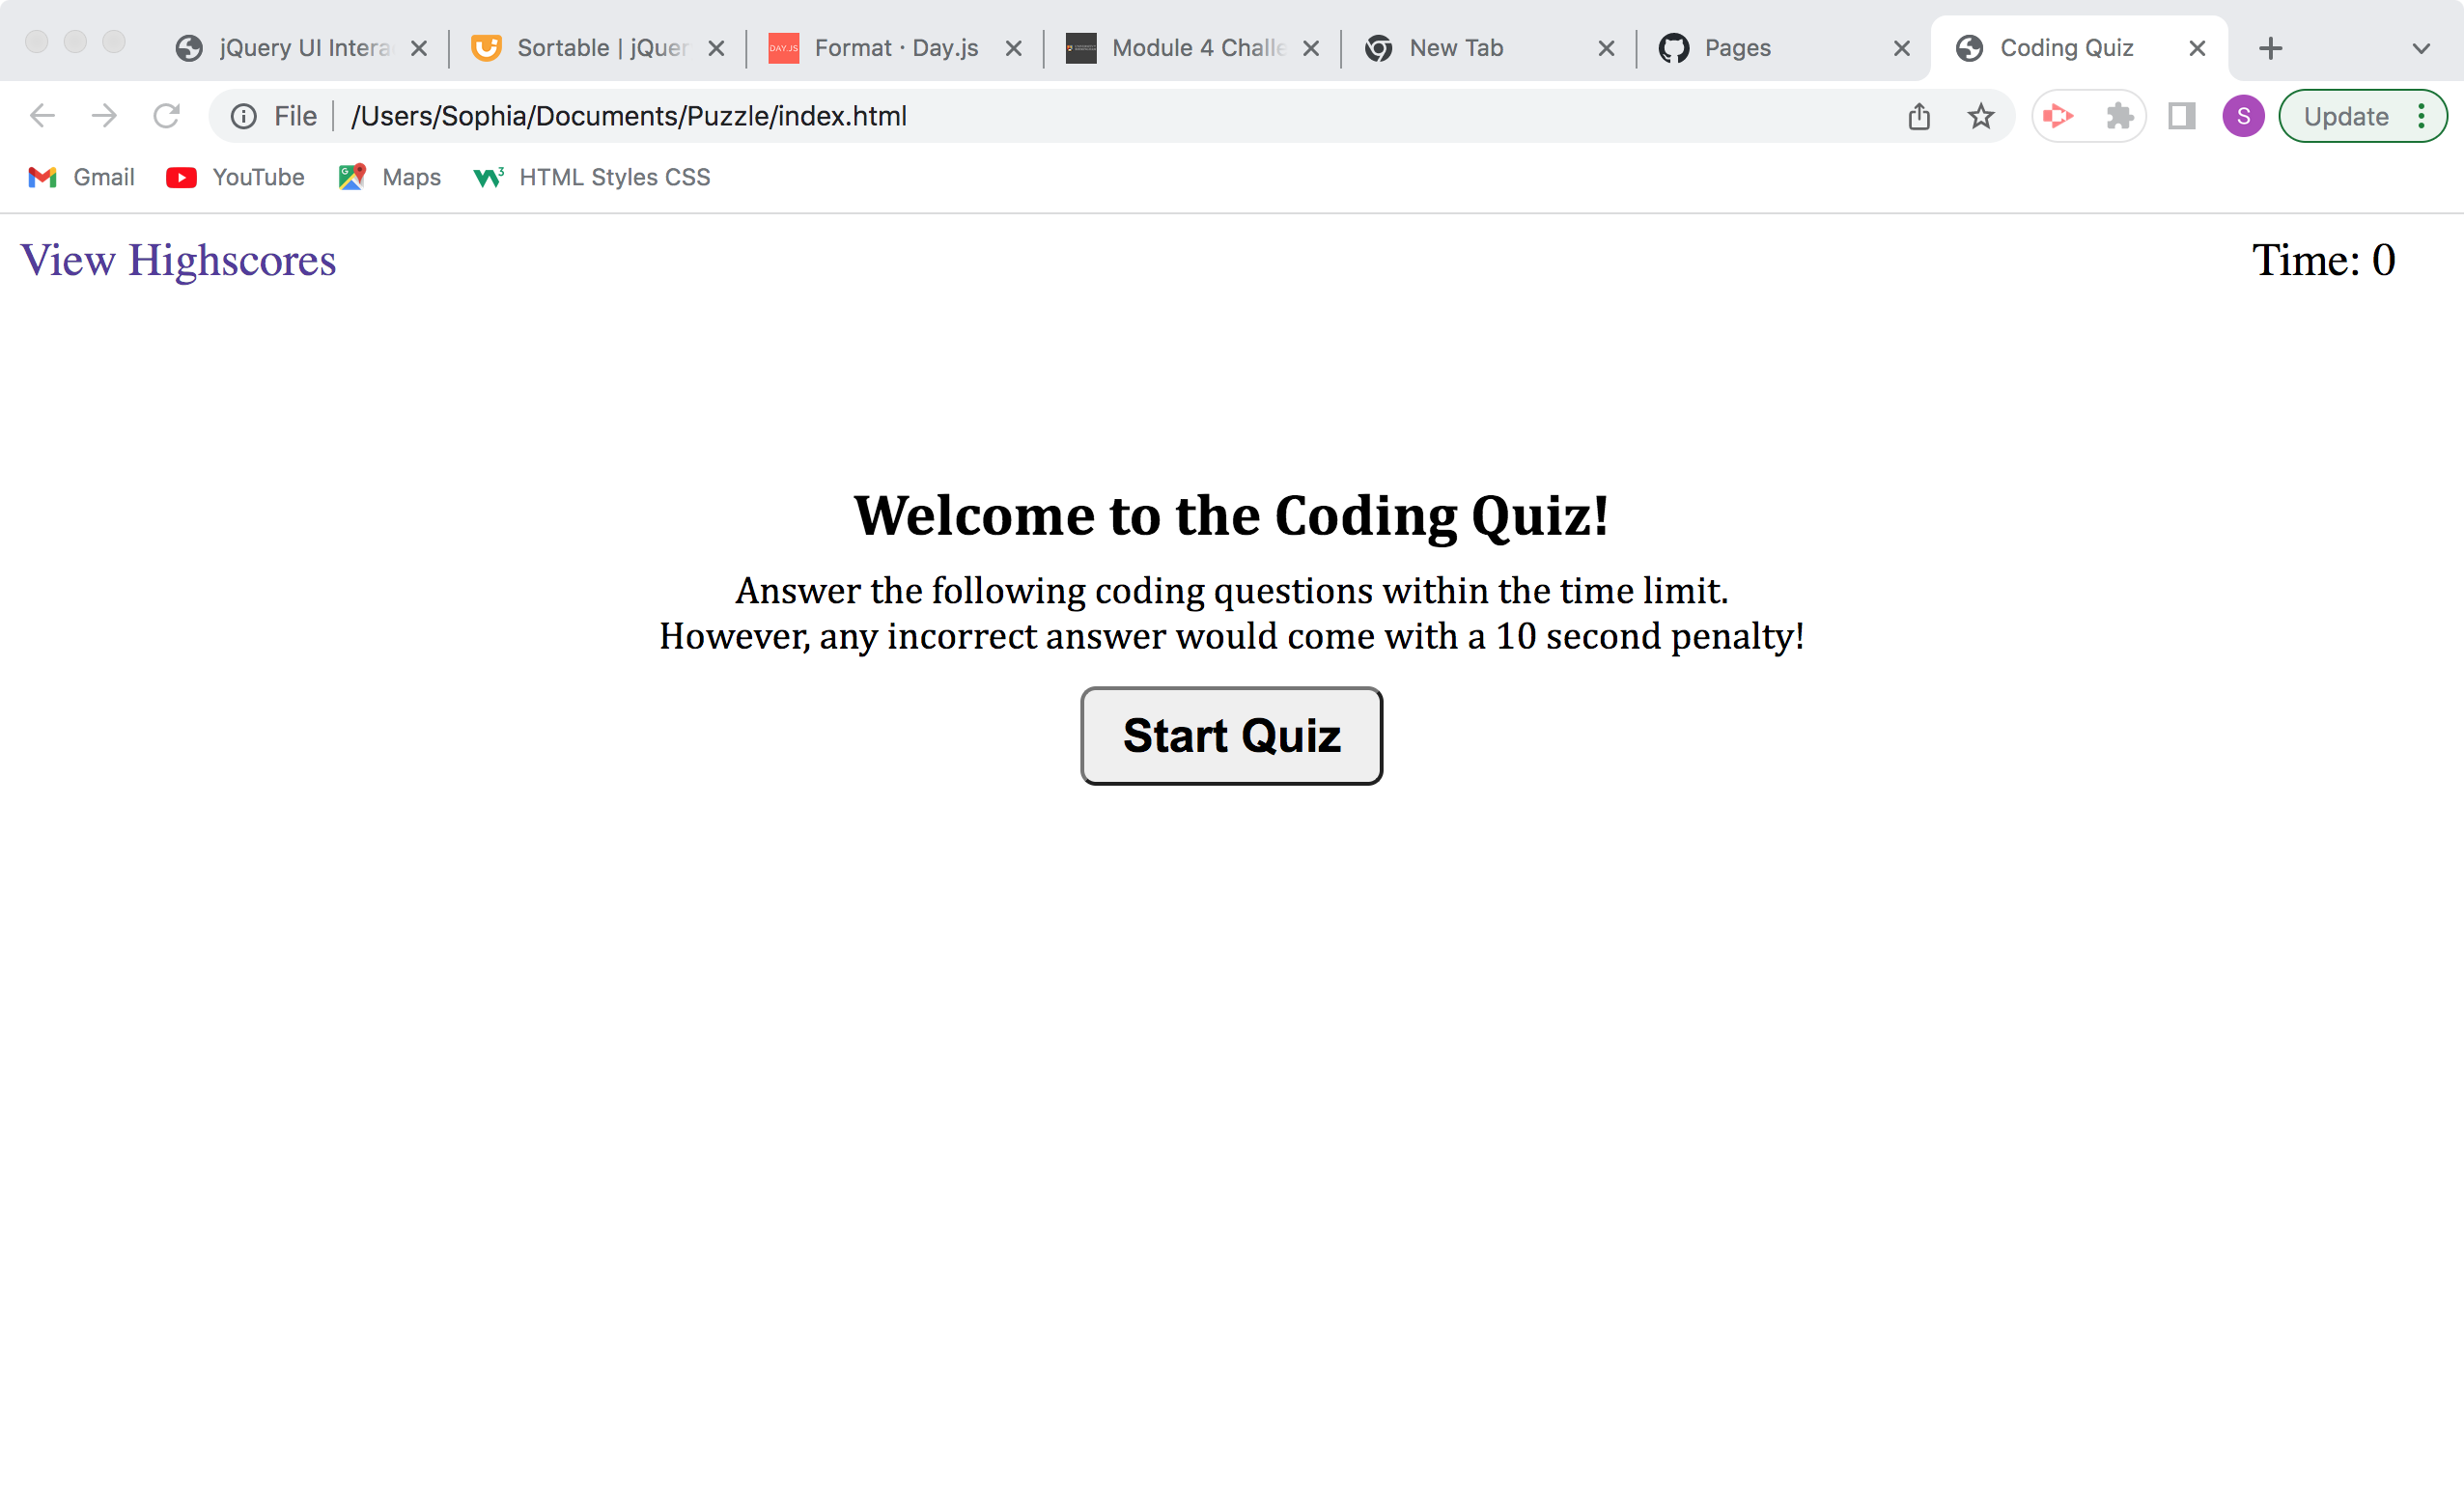 jQuery UI Intera
Sortable | jQuer
DAY.JS
Format · Day.js
Module 4 Challe
New Tab
Pages
Coding Quiz
File
/Users/Sophia/Documents/Puzzle/index.html
S
Update
Gmail
YouTube
Maps
HTML Styles CSS
View Highscores
Time: 0
Welcome to the Coding Quiz!
Answer the following coding questions within the time limit.
However, any incorrect answer would come with a 10 second penalty!
Start Quiz